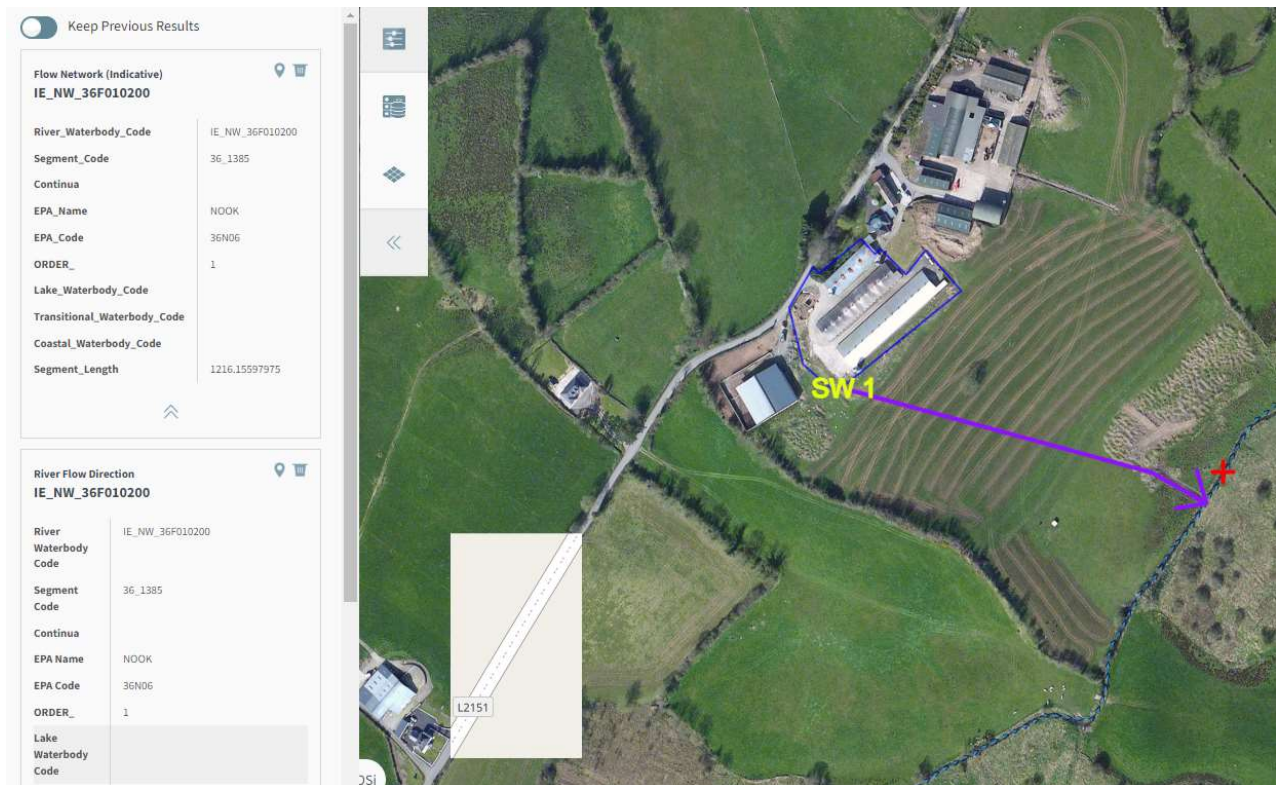 Keep Previous Results
Flow Network (Indicative)
IE_NW_36F010200
River_Waterbody_Code IE_NW_36F010200
Segment_Code 36_1385
Continua
EPA_Name NOOK
EPA_Code 36N06
ORDER_ 1
Lake_Waterbody_Code
Transitional_Waterbody_Code
Coastal_Waterbody_Code
Segment_Length 1216.15597975
River Flow Direction
IE_NW_36F010200
River IE_NW_36F010200
Waterbody
Code
Segment 36_1385
Code
Continua
EPA Name NOOK
EPA Code 36N06
ORDER_ 1
Lake
Waterbody
Code
SW 1
L2151
OSi